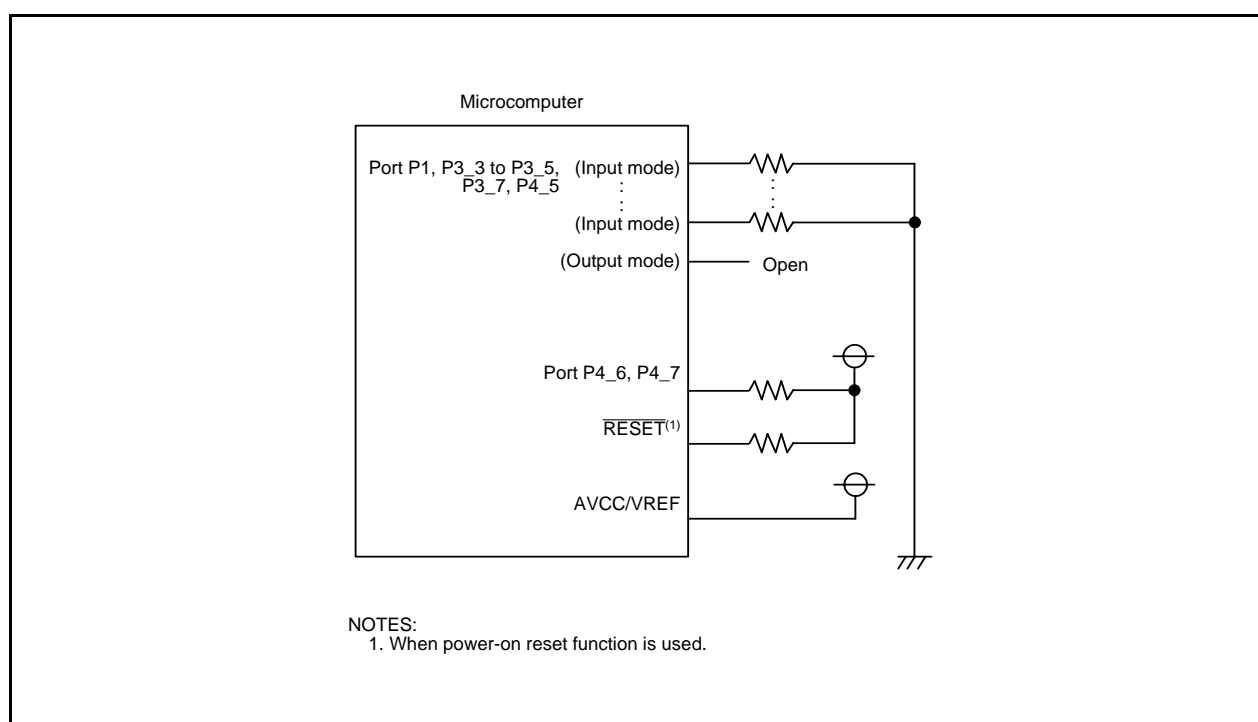 Microcomputer
Port P1, P3_3 to P3_5, (Input mode)
P3_7, P4_5
(Input mode)
(Output mode) Open
Port P4_6, P4_7
RESET(1)
AVCC/VREF
NOTES:
1. When power-on reset function is used.